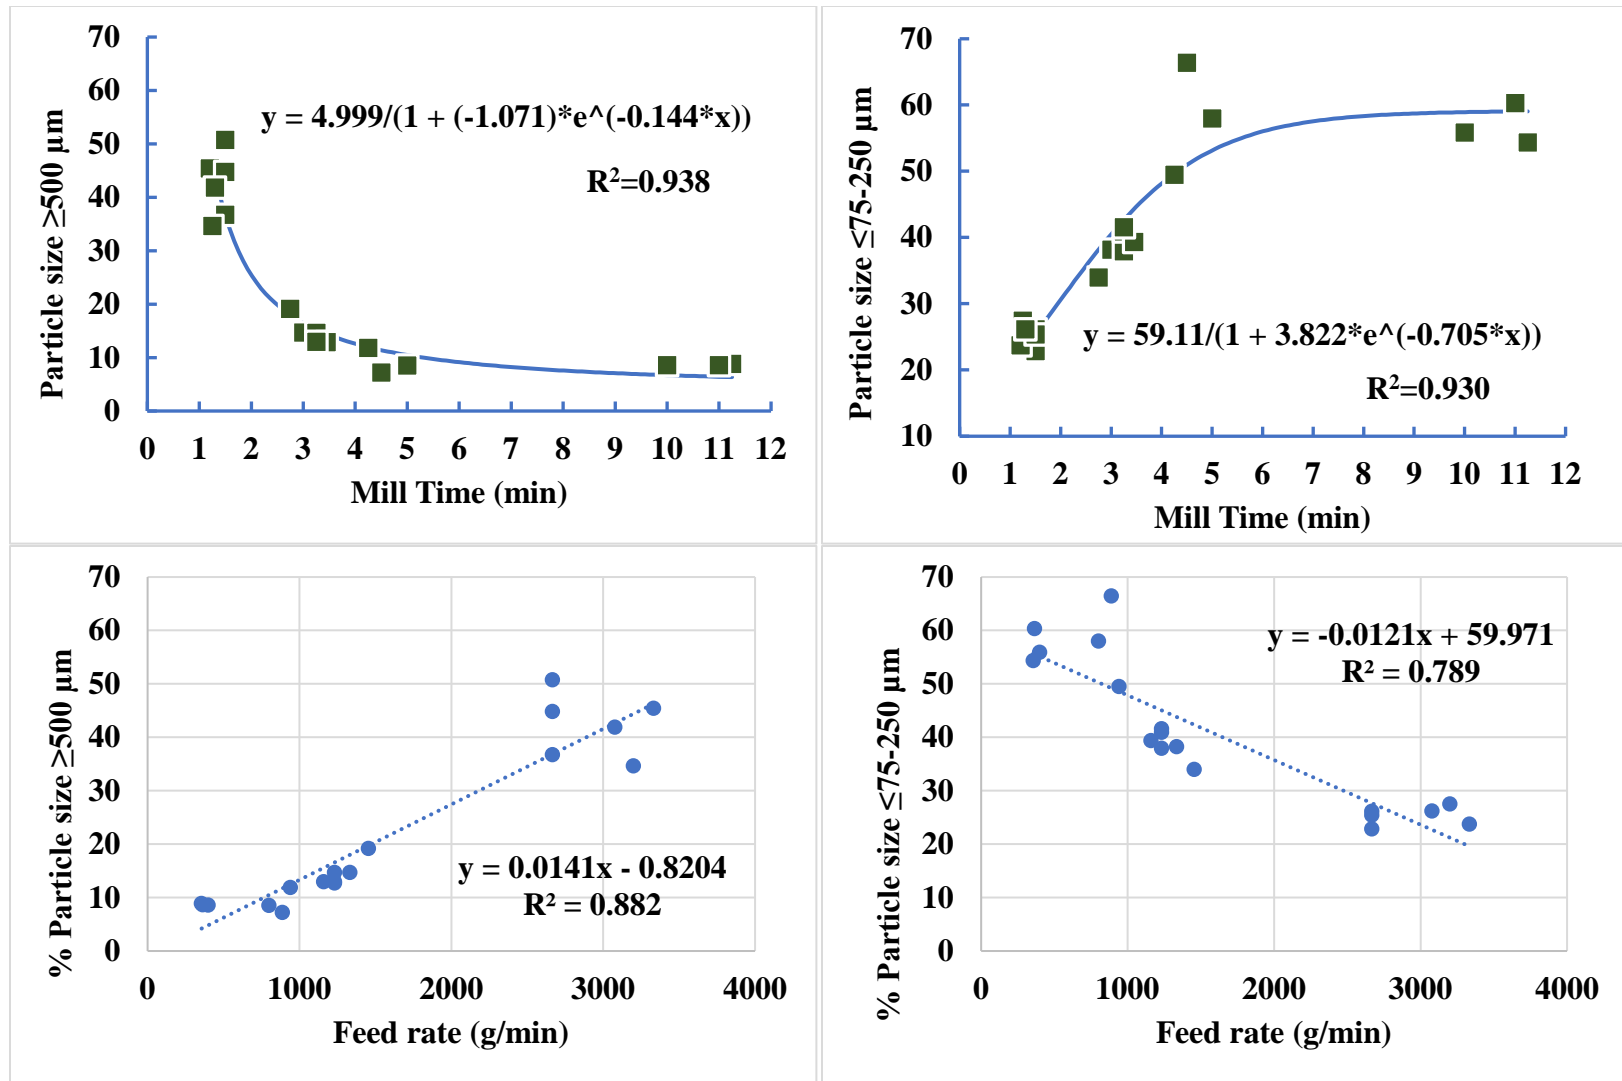 Particle size ≥500 µm
70
60
50
40
30
20
10
0
y = 4.999/(1 + (-1.071)*e^(-0.144*x))
R²=0.938
0 1 2 3 4 5 6 7 8 9 10 11 12
Mill Time (min)
Particle size ≤75-250 µm
70
60
50
40
30
20
10
y = 59.11/(1 + 3.822*e^(-0.705*x))
R²=0.930
0 1 2 3 4 5 6 7 8 9 10 11 12
Mill Time (min)
% Particle size ≥500 µm
70
60
50
40
30
20
10
0
y = 0.0141x - 0.8204
R² = 0.882
0 1000 2000 3000 4000
Feed rate (g/min)
% Particle size ≤75-250 µm
70
60
50
40
30
20
10
0
y = -0.0121x + 59.971
R² = 0.789
0 1000 2000 3000 4000
Feed rate (g/min)